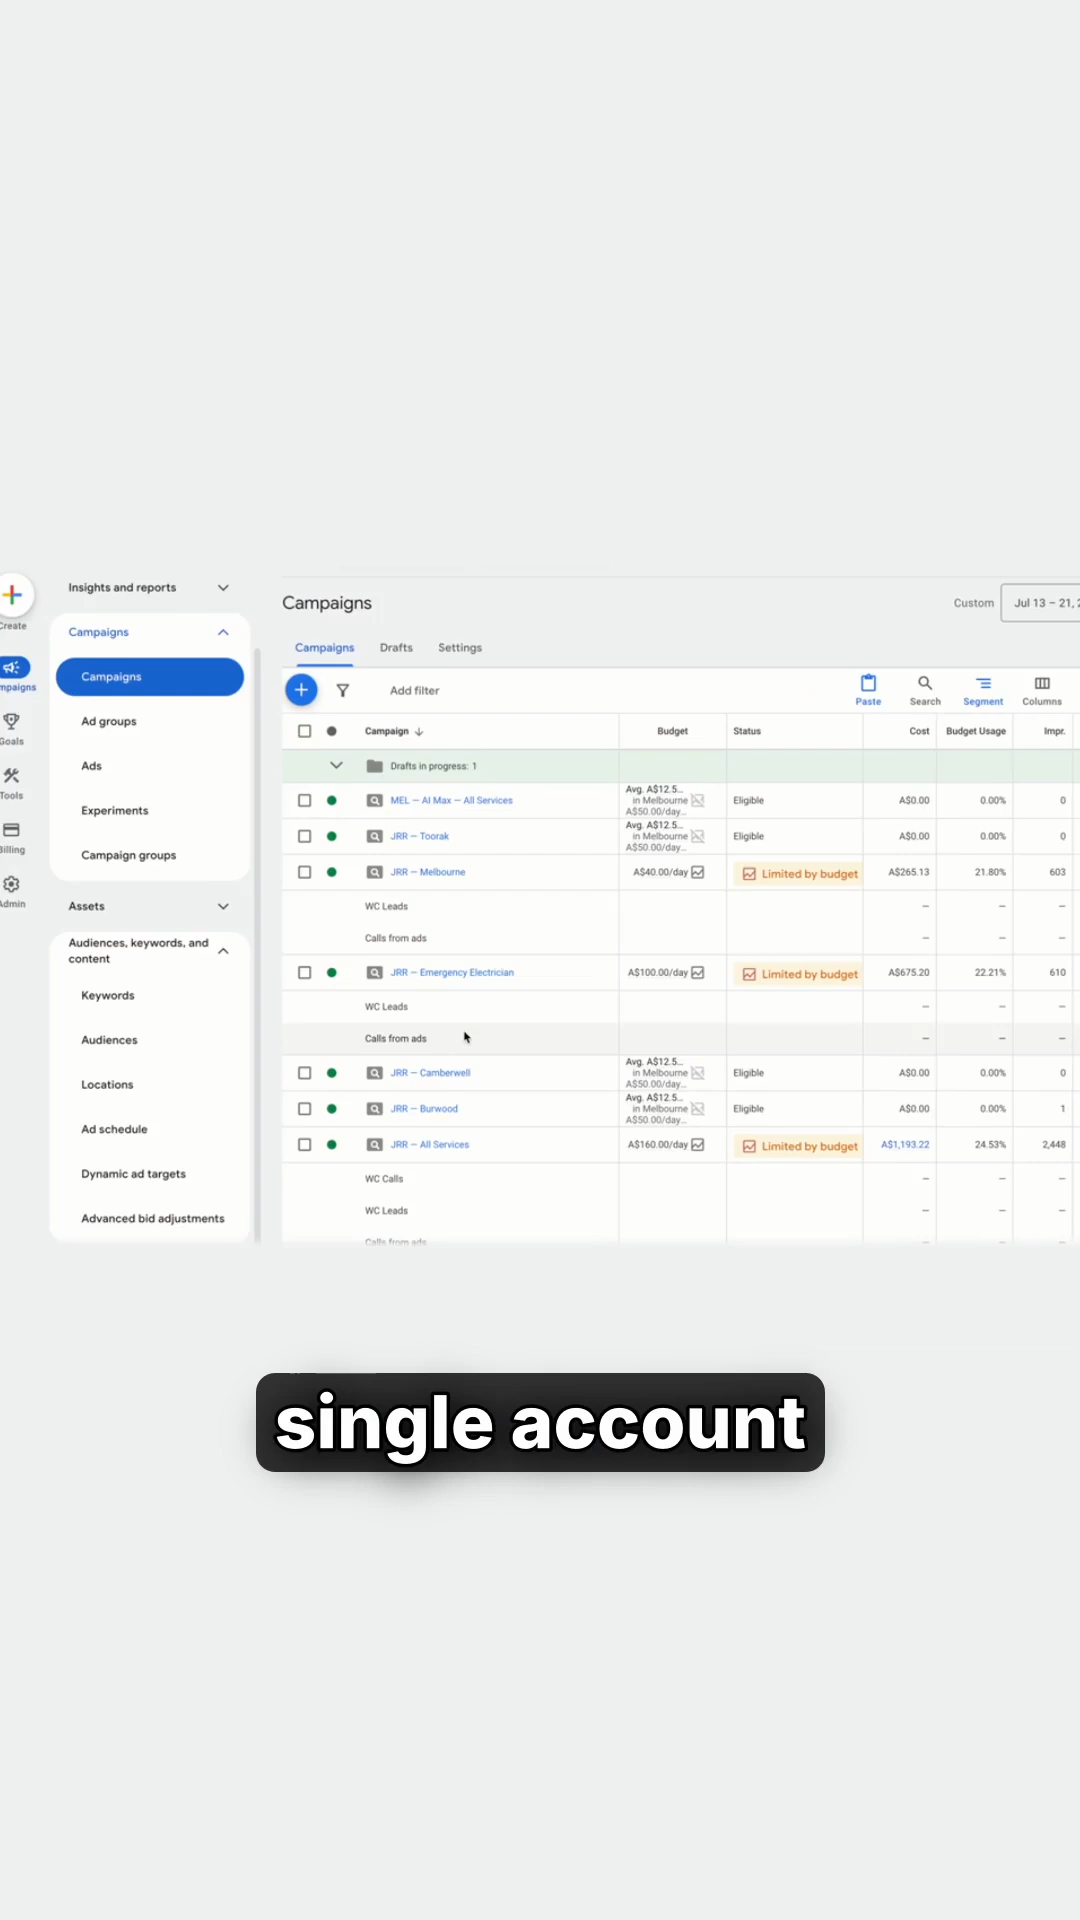 Create
Insights and reports
Campaigns
Campaigns
Ad groups
Ads
Experiments
Campaign groups
Assets
Audiences, keywords, and
content
Keywords
Audiences
Locations
Ad schedule
Dynamic ad targets
Advanced bid adjustments
mpaigns
Goals
Tools
Billing
Admin
Campaigns
Custom Jul 13 – 21, 2
Campaigns Drafts Settings
Add filter
Paste Search Segment Columns
Campaign Budget Status Cost Budget Usage Impr.
Drafts in progress: 1
MEL – AI Max – All Services Avg. A$12.5... in Melbourne A$50.00/day... Eligible A$0.00 0.00% 0
JRR – Toorak Avg. A$12.5... in Melbourne A$50.00/day... Eligible A$0.00 0.00% 0
JRR – Melbourne A$40.00/day Limited by budget A$265.13 21.80% 603
WC Leads – – –
Calls from ads – – –
JRR – Emergency Electrician A$100.00/day Limited by budget A$675.20 22.21% 610
WC Leads – – –
Calls from ads – – –
JRR – Camberwell Avg. A$12.5... in Melbourne A$50.00/day... Eligible A$0.00 0.00% 0
JRR – Burwood Avg. A$12.5... in Melbourne A$50.00/day... Eligible A$0.00 0.00% 1
JRR – All Services A$160.00/day Limited by budget A$1,193.22 24.53% 2,448
WC Calls – – –
WC Leads – – –
Calls from ads – – –
single account